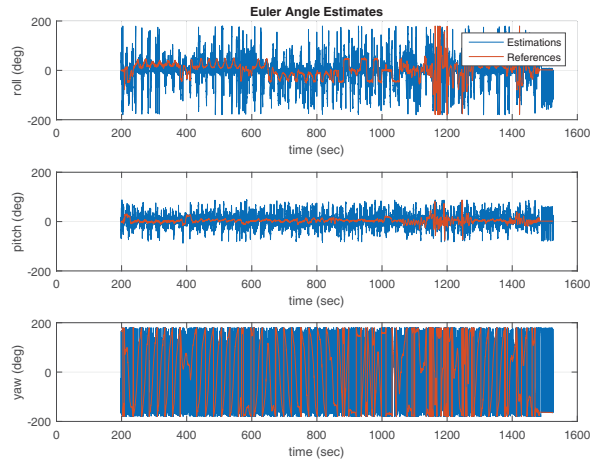 Euler Angle Estimates
200
0
-200
roll (deg)
Estimations
References
0 200 400 600 800 1000 1200 1400 1600
time (sec)
200
0
-200
pitch (deg)
0 200 400 600 800 1000 1200 1400 1600
time (sec)
200
0
-200
yaw (deg)
0 200 400 600 800 1000 1200 1400 1600
time (sec)